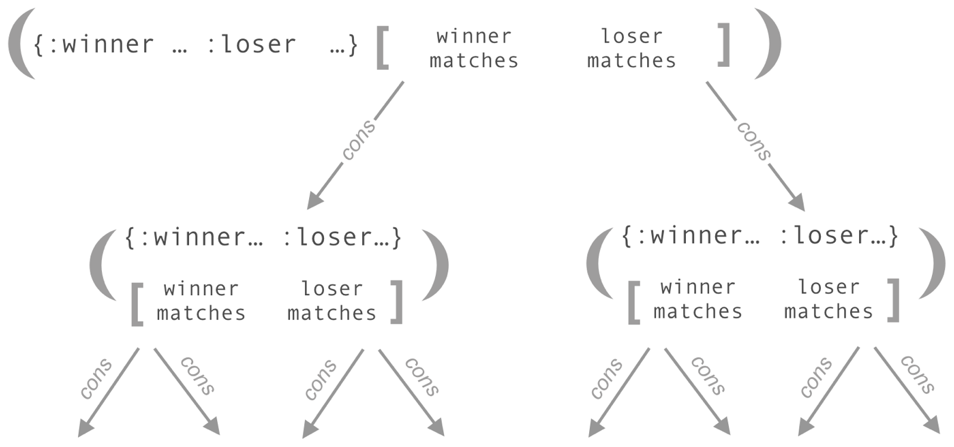 ({:winner … :loser …} [ winner matches loser matches ])
cons cons
({:winner… :loser…}
[ winner matches loser matches ])
({:winner… :loser…}
[ winner matches loser matches ])
cons cons cons cons cons cons cons cons